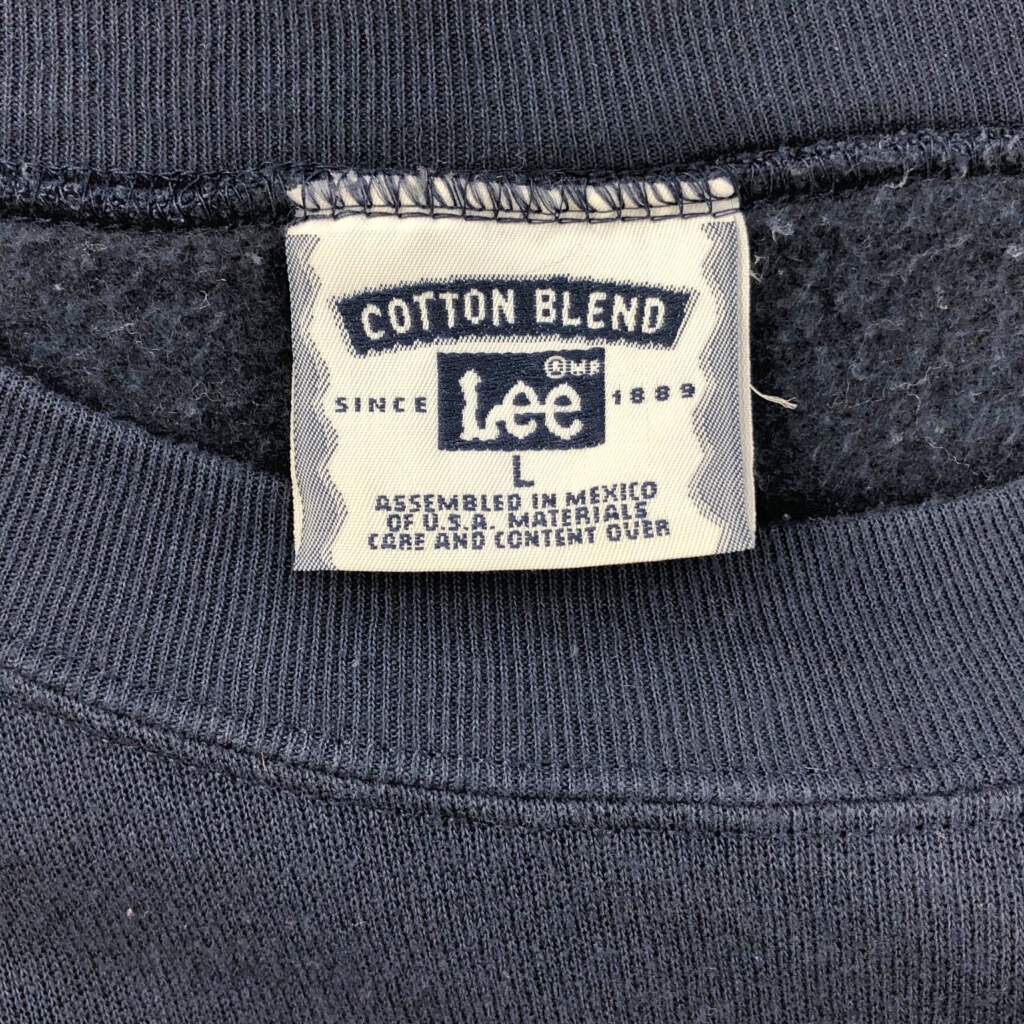 COTTON BLEND
® MR
SINCE Lee 1889
L
ASSEMBLED IN MEXICO
OF U.S.A. MATERIALS
CARE AND CONTENT OVER